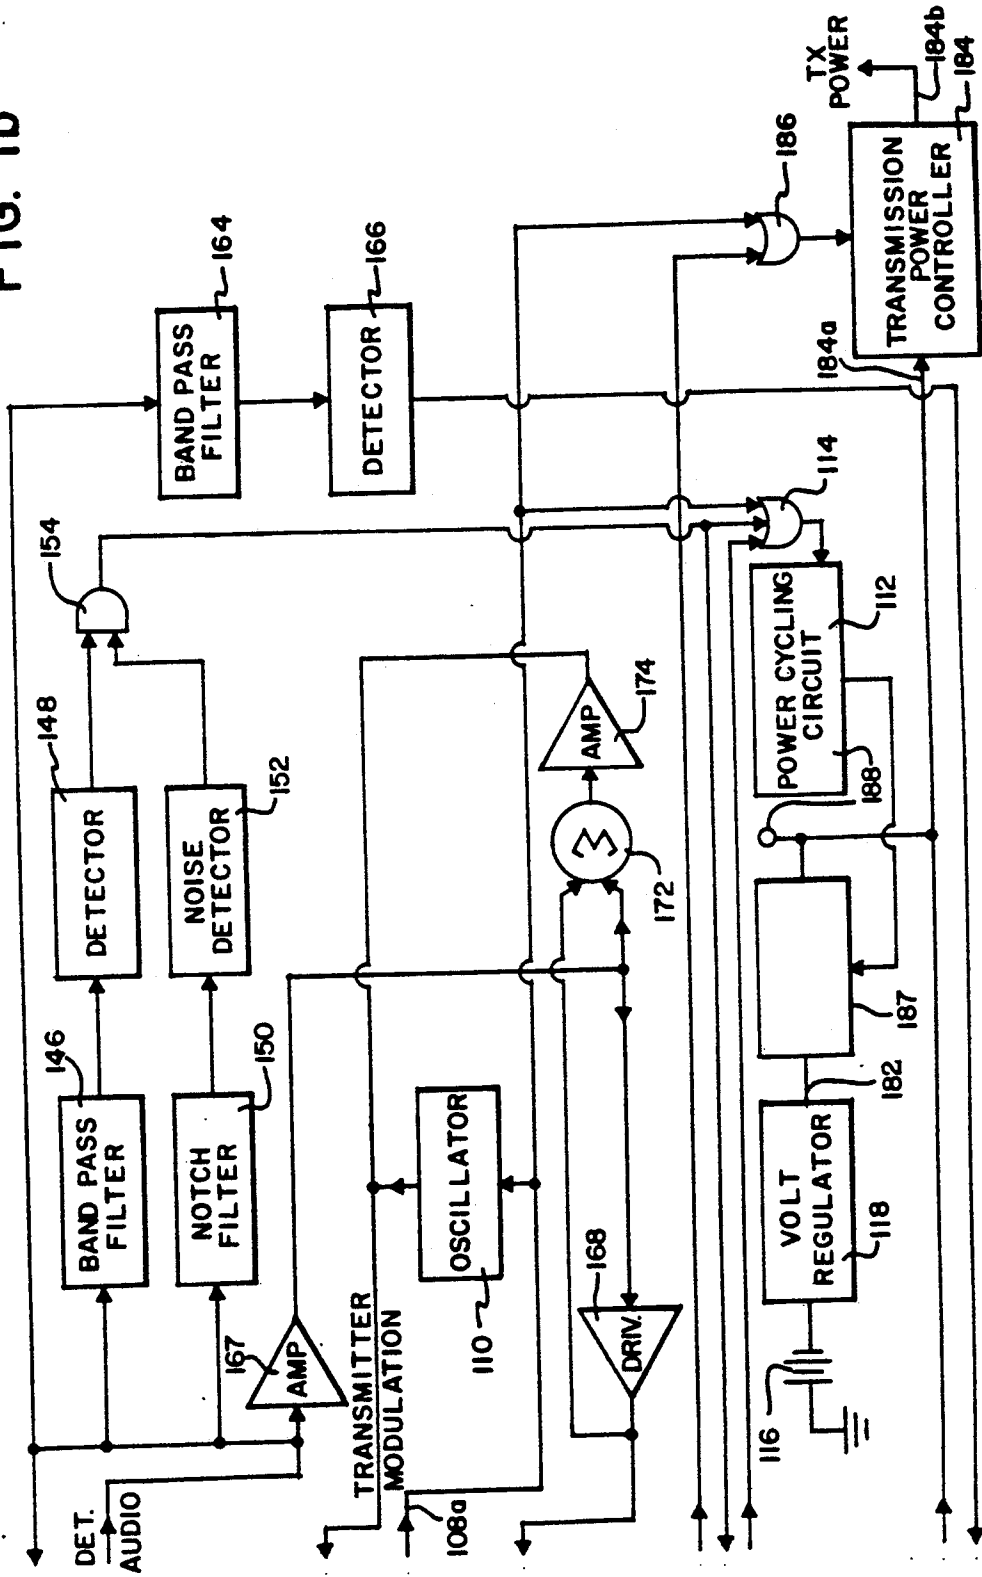 FIG. 1b
164
BAND PASS
FILTER
166
DETECTOR
154
148
DETECTOR
152
NOISE
DETECTOR
146
BAND PASS
FILTER
150
NOTCH
FILTER
167
AMP
DET.
AUDIO
TRANSMITTER
MODULATION
108a
110
OSCILLATOR
168
DRIV.
172
Σ
174
AMP
TX
POWER
184b
184
TRANSMISSION
POWER
CONTROLLER
184a
186
114
112
POWER CYCLING
CIRCUIT
188
187
182
VOLT
REGULATOR
118
116